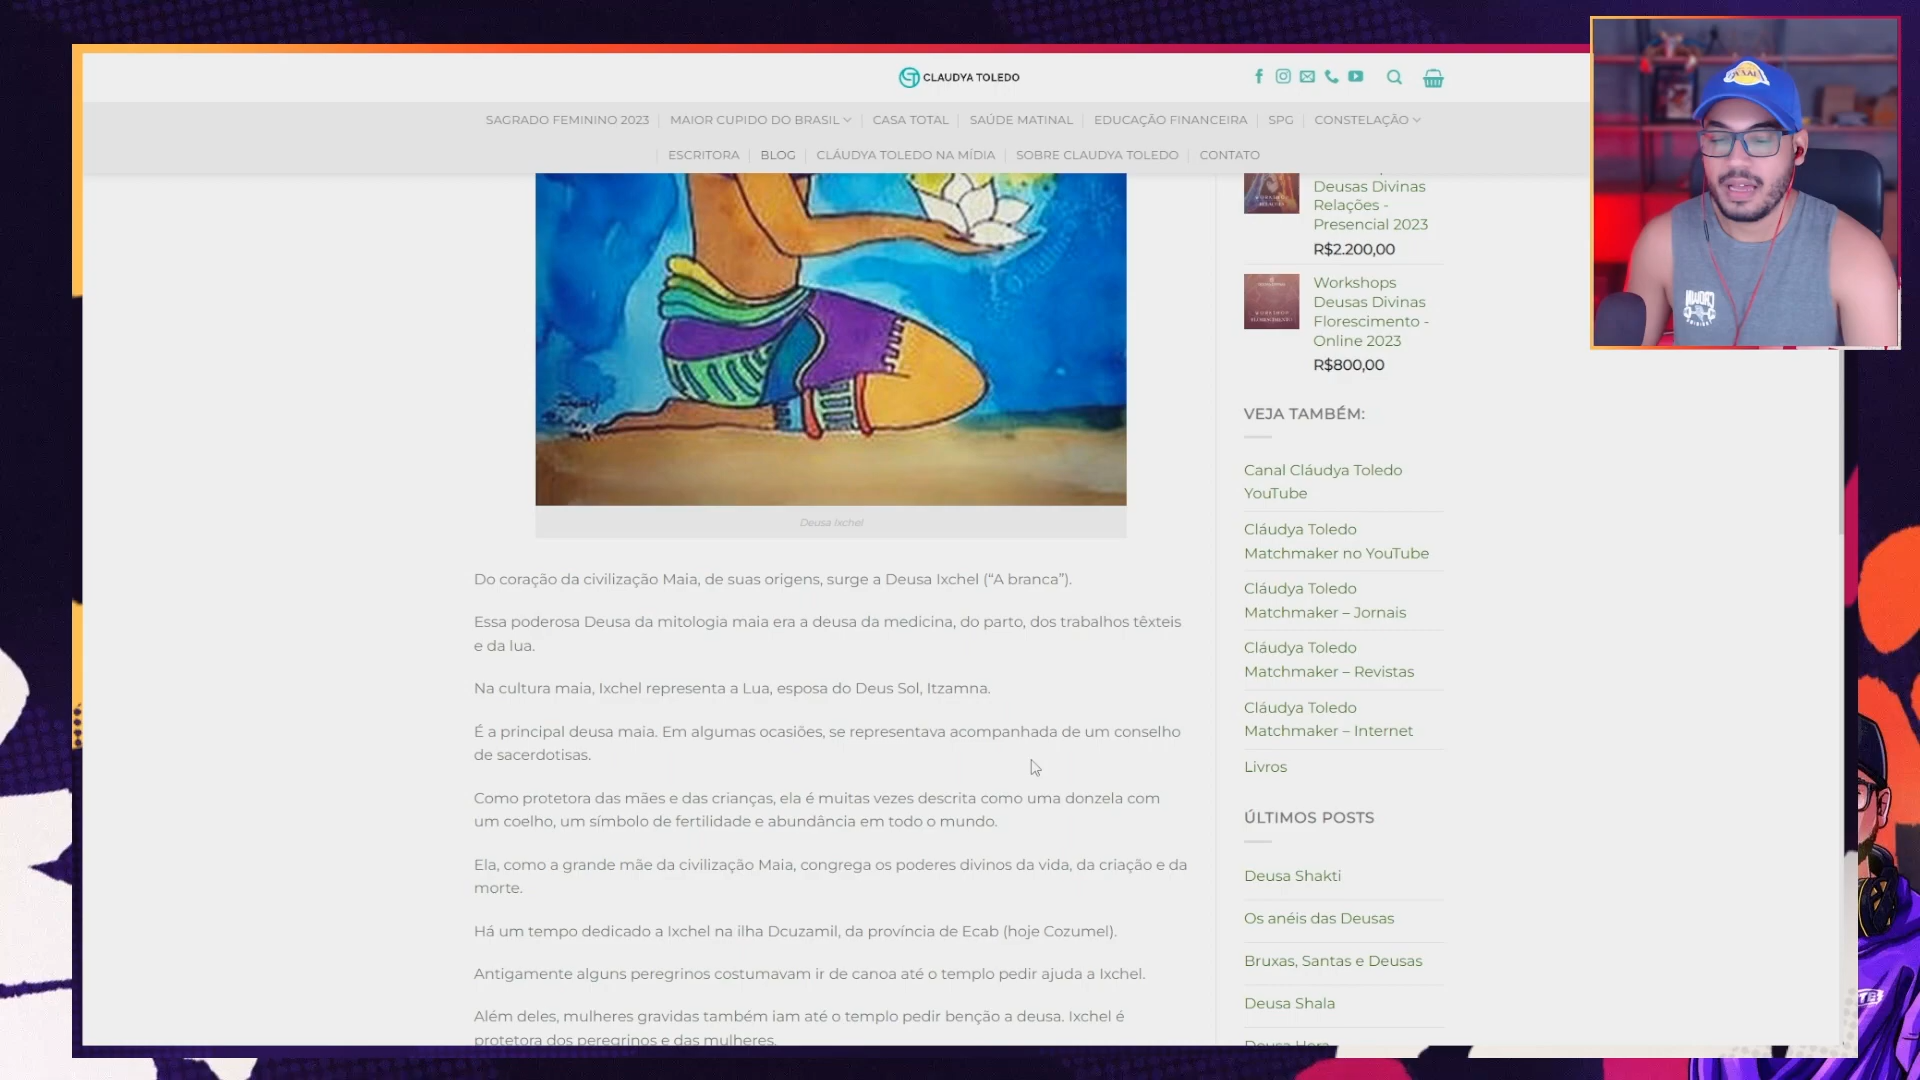 CLAUDYA TOLEDO
SAGRADO FEMININO 2023
MAIOR CUPIDO DO BRASIL
CASA TOTAL
SAÚDE MATINAL
EDUCAÇÃO FINANCEIRA
SPG
CONSTELAÇÃO
ESCRITORA
BLOG
CLÁUDYA TOLEDO NA MÍDIA
SOBRE CLAUDYA TOLEDO
CONTATO
Deusa Ixchel
Do coração da civilização Maia, de suas origens, surge a Deusa Ixchel (“A branca”).
Essa poderosa Deusa da mitologia maia era a deusa da medicina, do parto, dos trabalhos têxteis
e da lua.
Na cultura maia, Ixchel representa a Lua, esposa do Deus Sol, Itzamna.
É a principal deusa maia. Em algumas ocasiões, se representava acompanhada de um conselho
de sacerdotisas.
Como protetora das mães e das crianças, ela é muitas vezes descrita como uma donzela com
um coelho, um símbolo de fertilidade e abundância em todo o mundo.
Ela, como a grande mãe da civilização Maia, congrega os poderes divinos da vida, da criação e da
morte.
Há um tempo dedicado a Ixchel na ilha Dcuzamil, da província de Ecab (hoje Cozumel).
Antigamente alguns peregrinos costumavam ir de canoa até o templo pedir ajuda a Ixchel.
Além deles, mulheres gravidas também iam até o templo pedir benção a deusa. Ixchel é
protetora dos peregrinos e das mulheres.
Deusas Divinas
Relações -
Presencial 2023
R$2.200,00
Workshops
Deusas Divinas
Florescimento -
Online 2023
R$800,00
VEJA TAMBÉM:
Canal Cláudya Toledo
YouTube
Cláudya Toledo
Matchmaker no YouTube
Cláudya Toledo
Matchmaker – Jornais
Cláudya Toledo
Matchmaker – Revistas
Cláudya Toledo
Matchmaker – Internet
Livros
ÚLTIMOS POSTS
Deusa Shakti
Os anéis das Deusas
Bruxas, Santas e Deusas
Deusa Shala
Deusa Hera